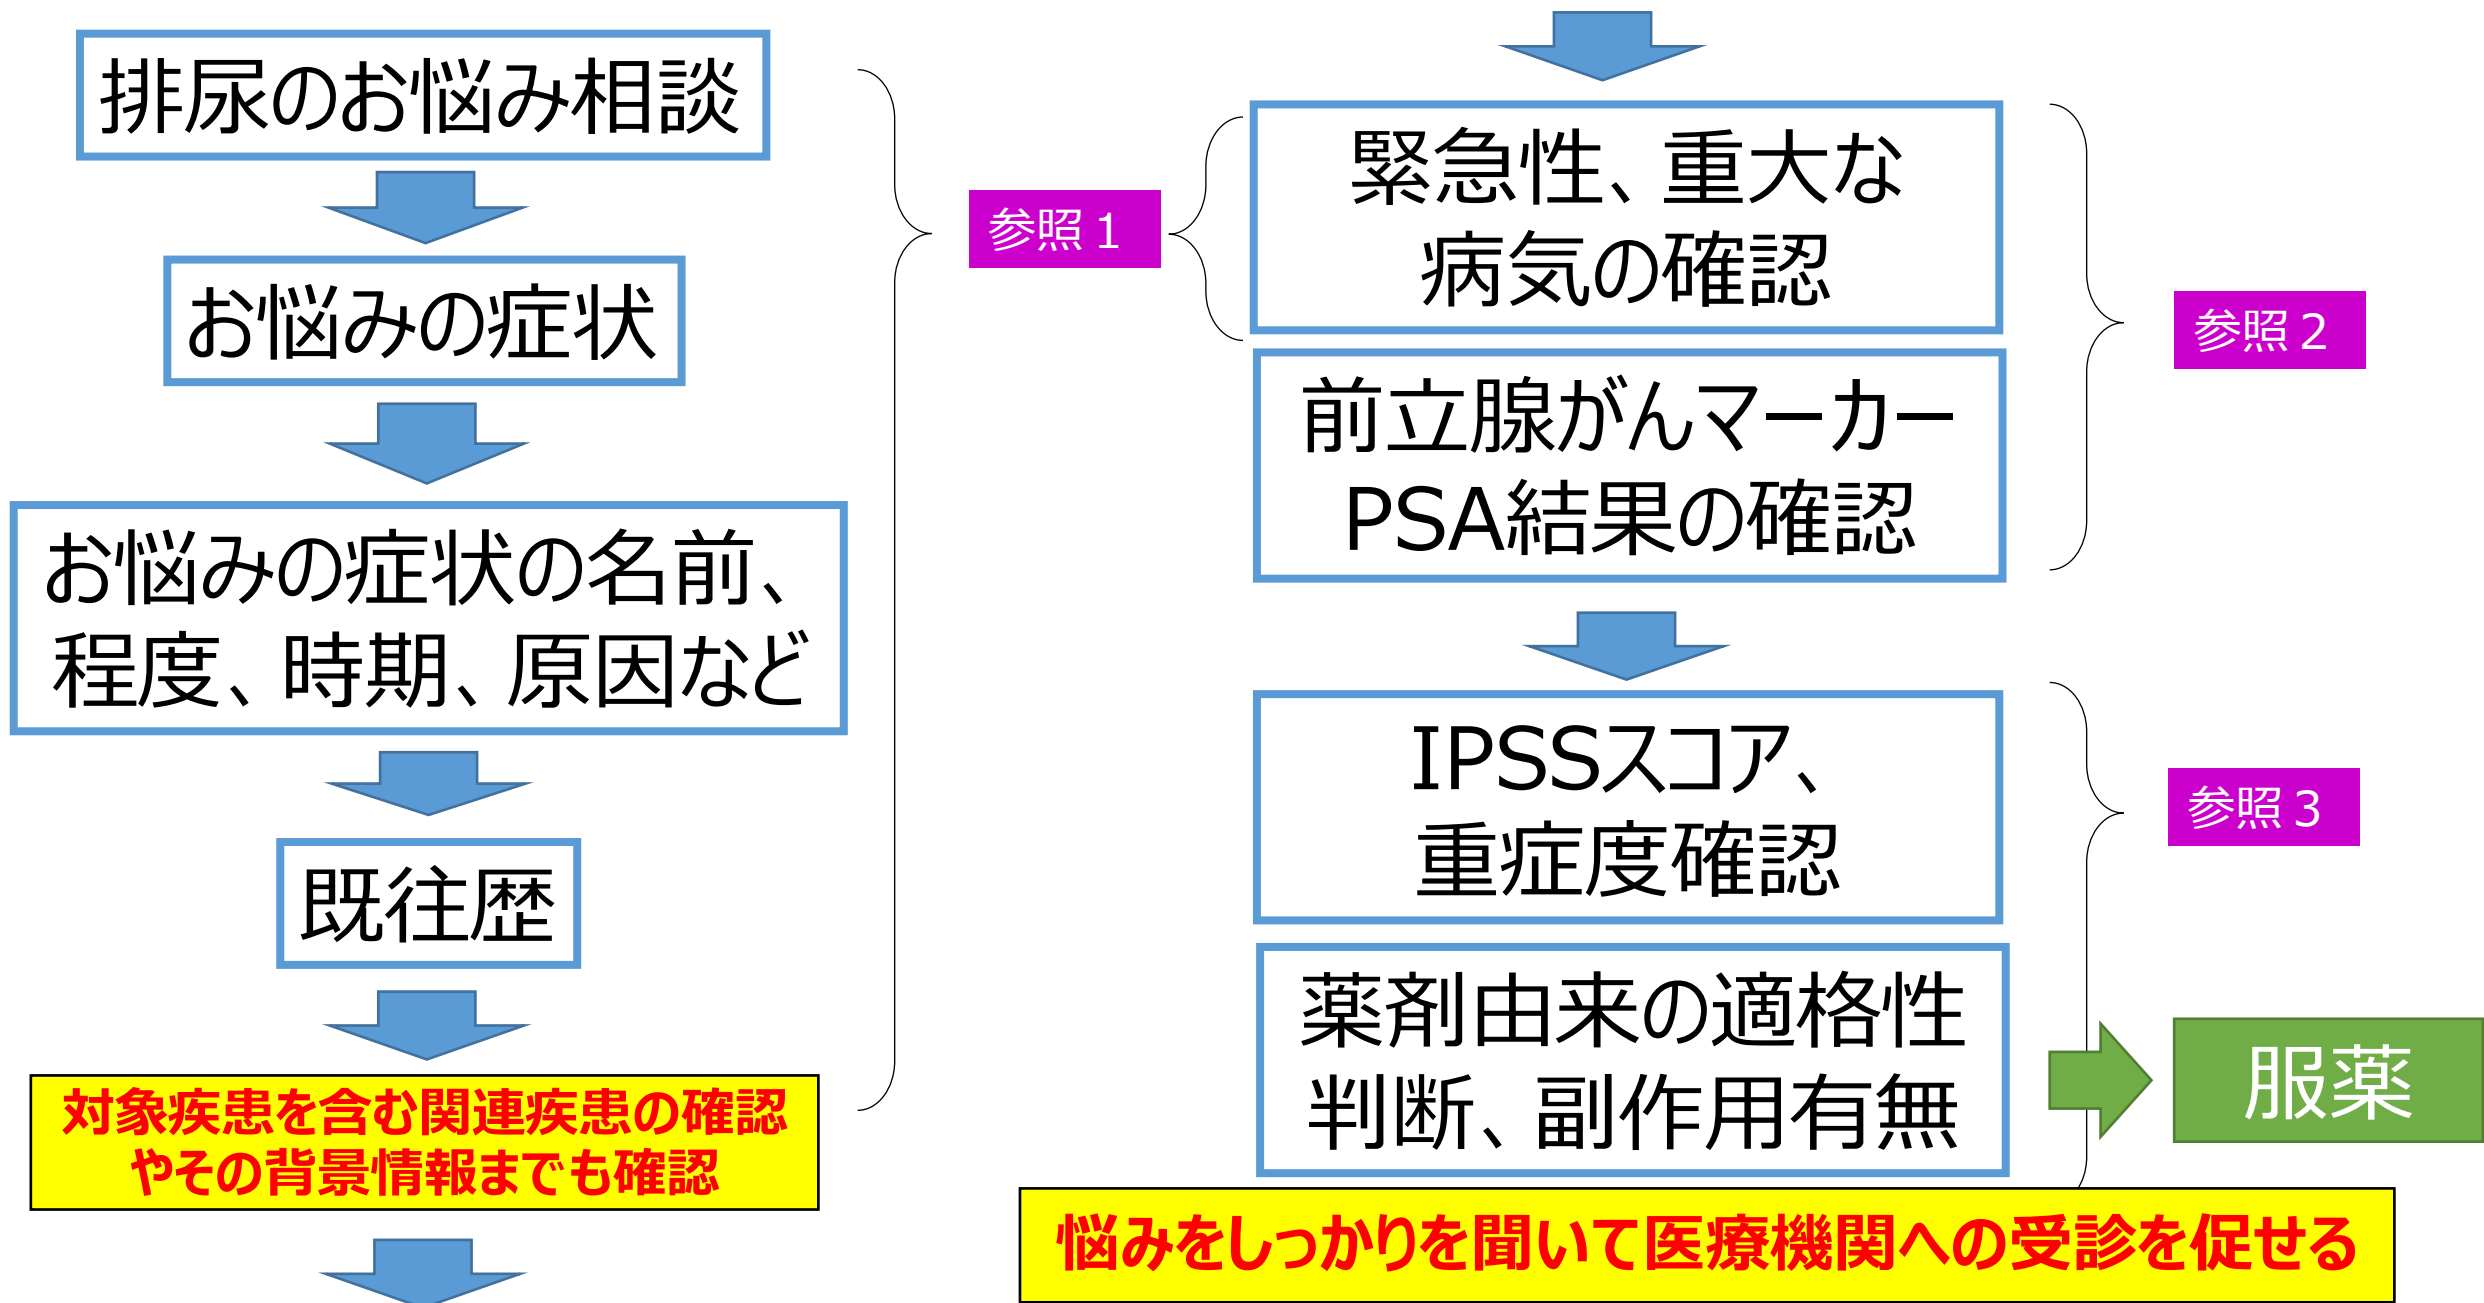 排尿のお悩み相談
お悩みの症状
お悩みの症状の名前、
程度、時期、原因など
既往歴
対象疾患を含む関連疾患の確認
やその背景情報までも確認
参照１
緊急性、重大な
病気の確認
前立腺がんマーカー
PSA結果の確認
参照２
IPSSスコア、
重症度確認
薬剤由来の適格性
判断、副作用有無
参照３
服薬
悩みをしっかりを聞いて医療機関への受診を促せる